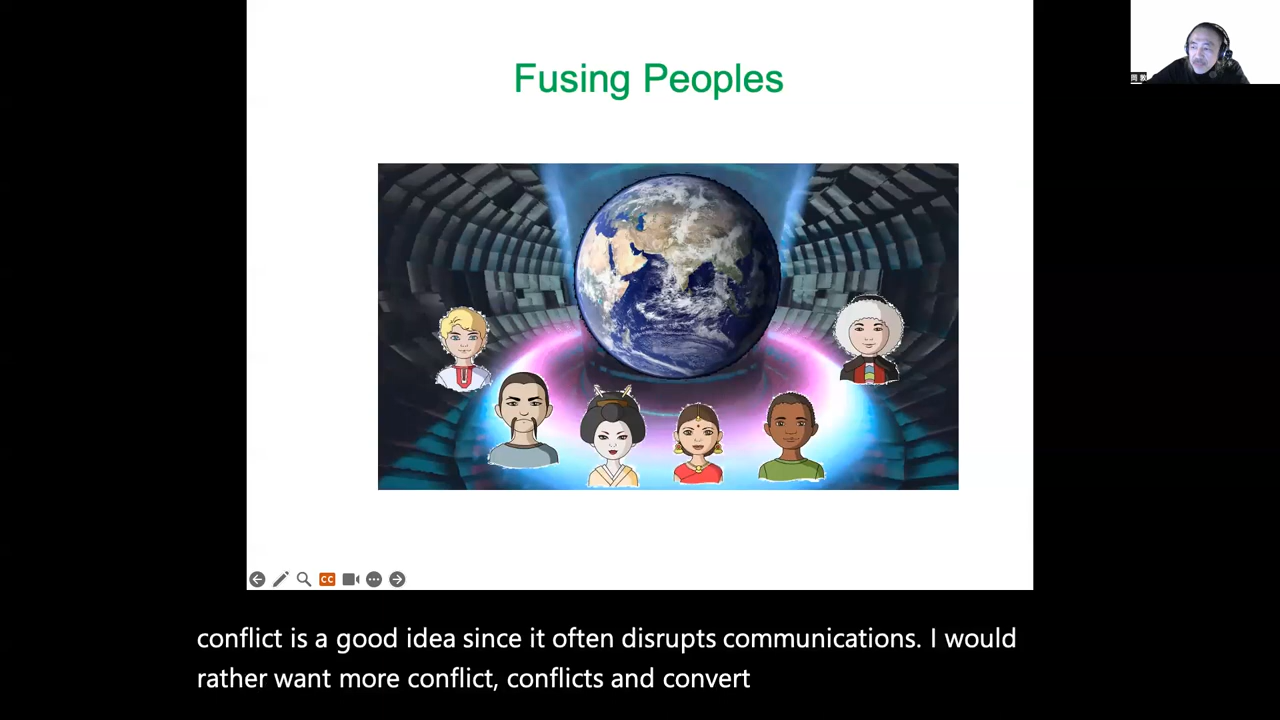 Fusing Peoples
CC
conflict is a good idea since it often disrupts communications. I would
rather want more conflict, conflicts and convert